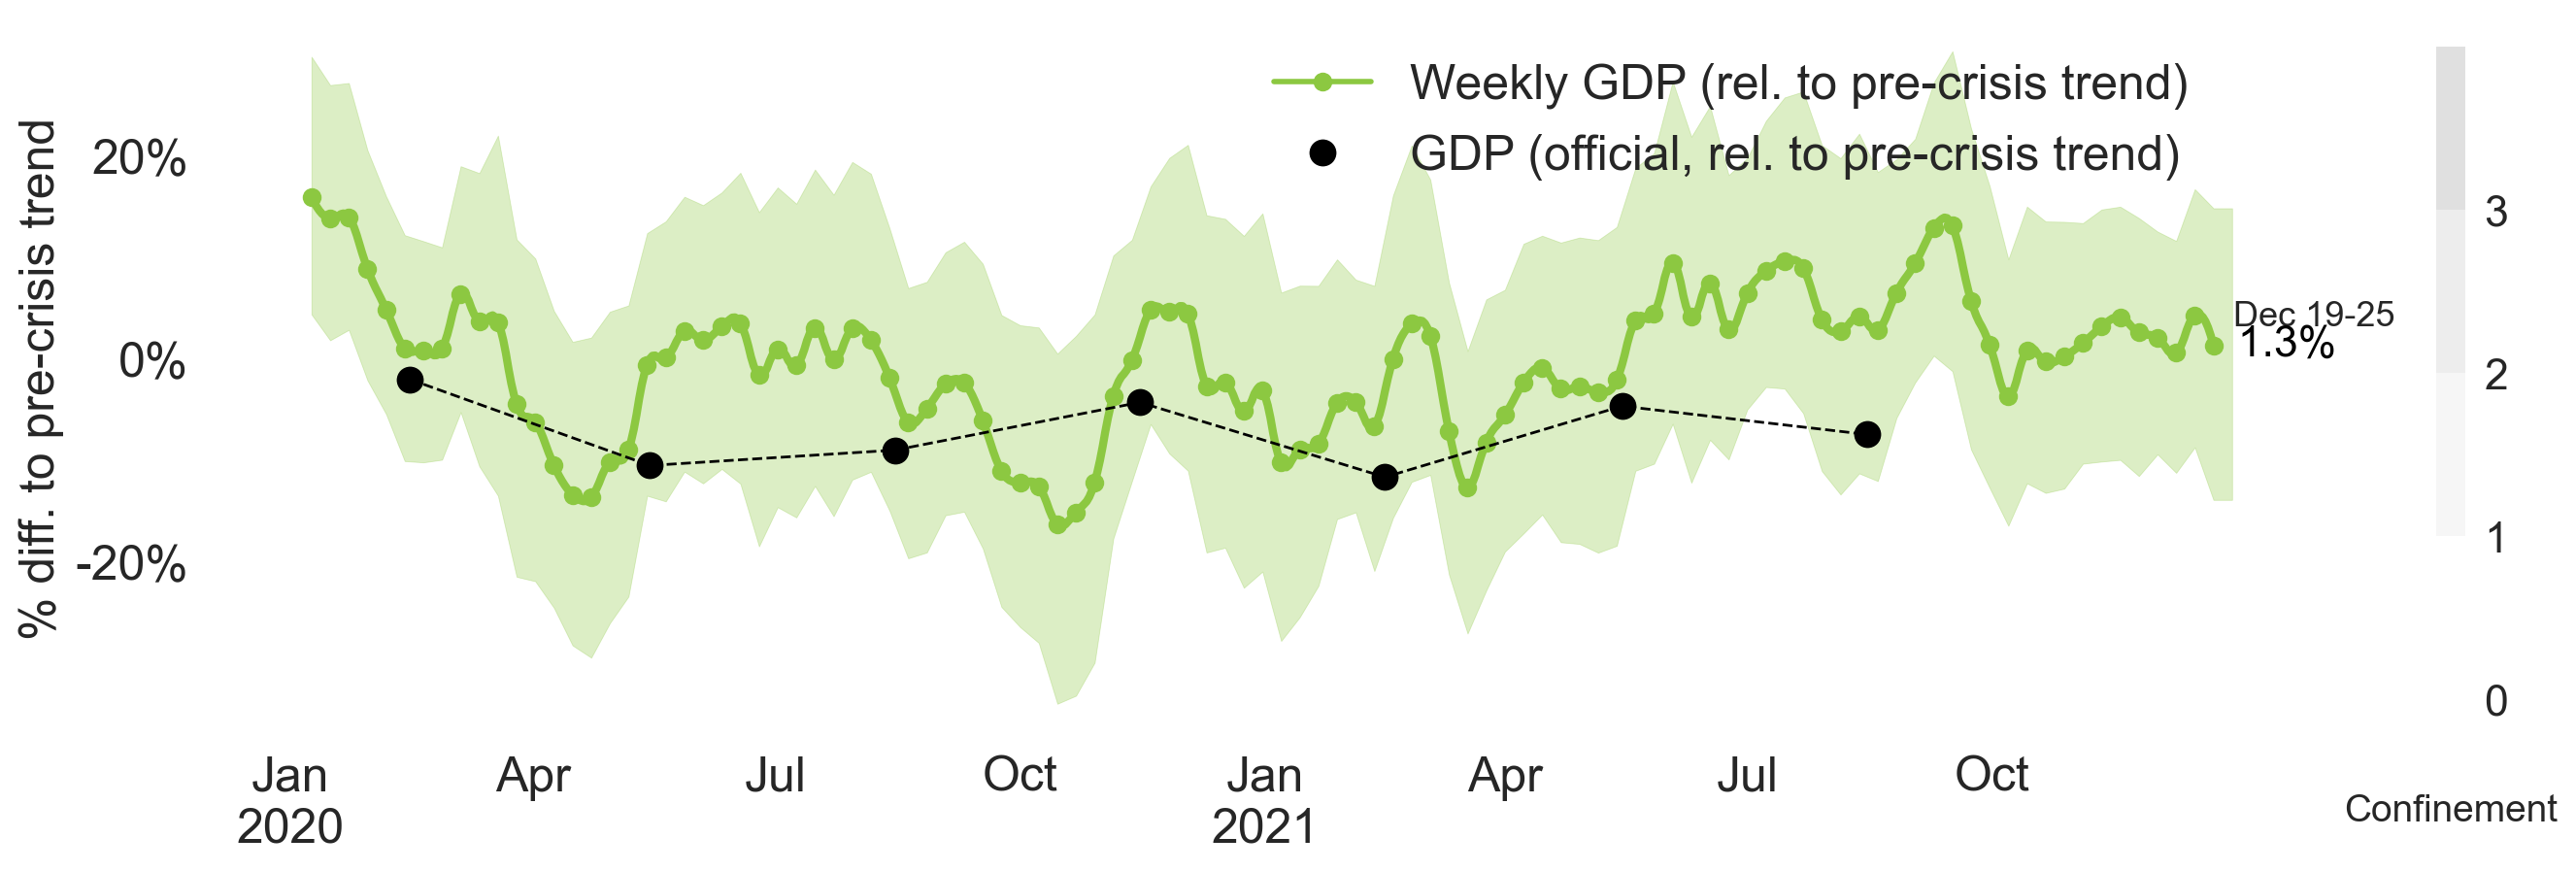 Weekly GDP (rel. to pre-crisis trend)
GDP (official, rel. to pre-crisis trend)
% diff. to pre-crisis trend
20%
0%
-20%
Dec 19-25
1.3%
3
2
1
0
Jan Apr Jul Oct Jan Apr Jul Oct
2020 2021
Confinement